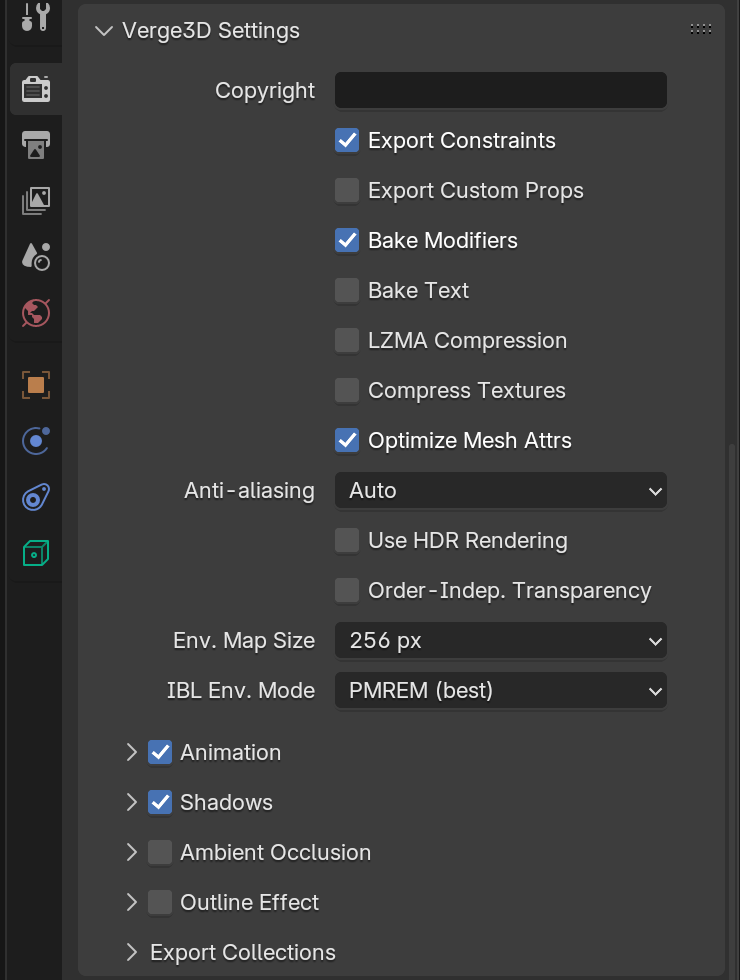 Verge3D Settings
Copyright
Export Constraints
Export Custom Props
Bake Modifiers
Bake Text
LZMA Compression
Compress Textures
Optimize Mesh Attrs
Anti-aliasing Auto
Use HDR Rendering
Order-Indep. Transparency
Env. Map Size 256 px
IBL Env. Mode PMREM (best)
Animation
Shadows
Ambient Occlusion
Outline Effect
Export Collections